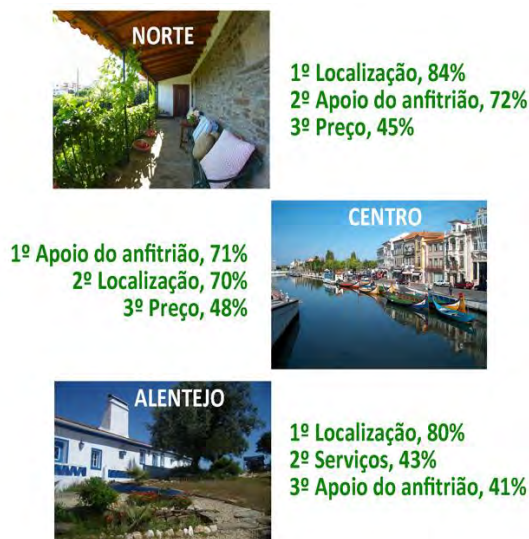 NORTE
1º Localização, 84%
2º Apoio do anfitrião, 72%
3º Preço, 45%
CENTRO
1º Apoio do anfitrião, 71%
2º Localização, 70%
3º Preço, 48%
ALENTEJO
1º Localização, 80%
2º Serviços, 43%
3º Apoio do anfitrião, 41%